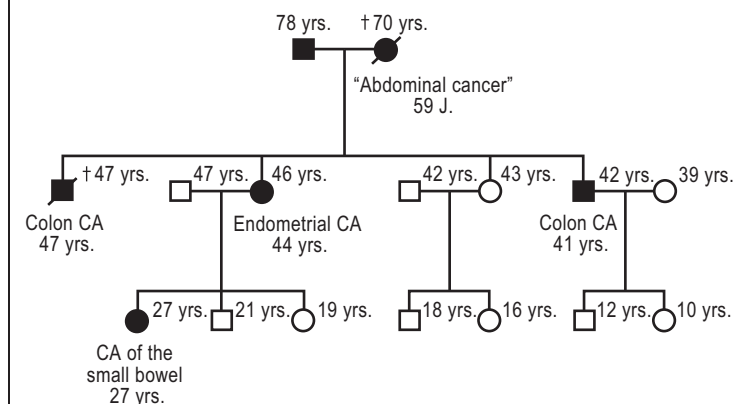 78 yrs. †70 yrs.
“Abdominal cancer”
59 J.
†47 yrs. 47 yrs. 46 yrs. 42 yrs. 43 yrs. 42 yrs. 39 yrs.
Colon CA
47 yrs.
Endometrial CA
44 yrs.
Colon CA
41 yrs.
27 yrs. 21 yrs. 19 yrs. 18 yrs. 16 yrs. 12 yrs. 10 yrs.
CA of the
small bowel
27 yrs.